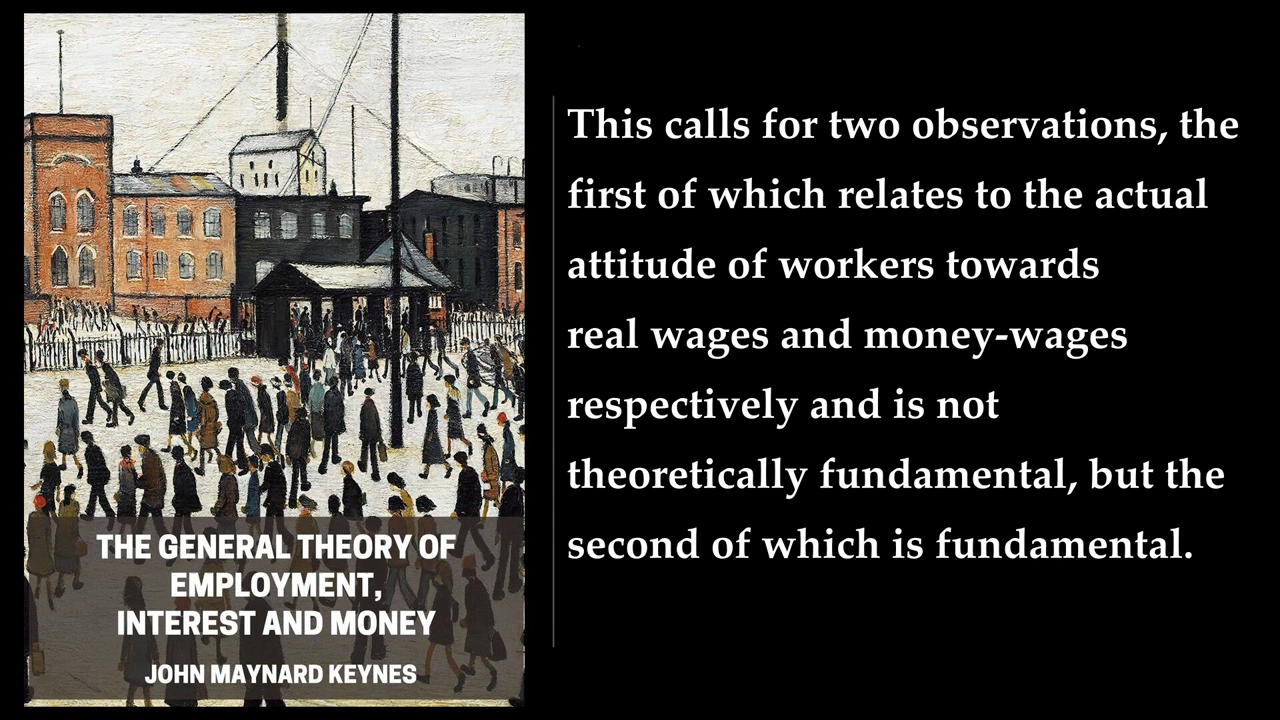 THE GENERAL THEORY OF
EMPLOYMENT,
INTEREST AND MONEY
JOHN MAYNARD KEYNES
This calls for two observations, the
first of which relates to the actual
attitude of workers towards
real wages and money-wages
respectively and is not
theoretically fundamental, but the
second of which is fundamental.